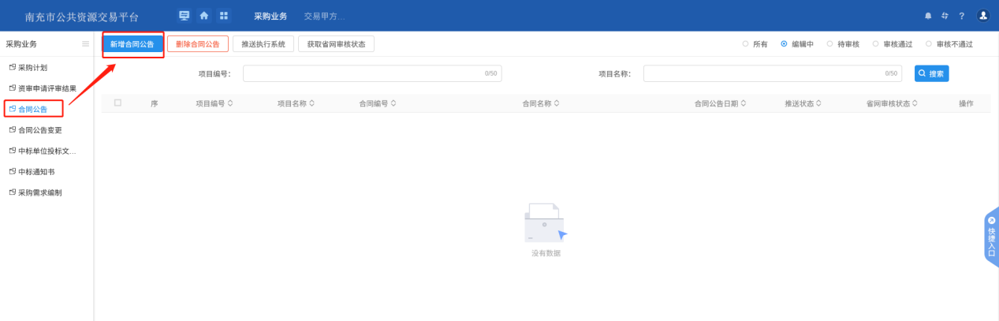 南充市公共资源交易平台
采购业务 交易甲方...
采购业务
新增合同公告 删除合同公告 推送执行系统 获取省网审核状态 所有 编辑中 待审核 审核通过 审核不通过
采购计划
资审申请评审结果
合同公告
合同公告变更
中标单位投标文...
中标通知书
采购需求编制
项目编号： 0/50 项目名称： 0/50 搜索
序 项目编号 项目名称 合同编号 合同名称 合同公告日期 推送状态 省网审核状态 操作
没有数据
快捷入口